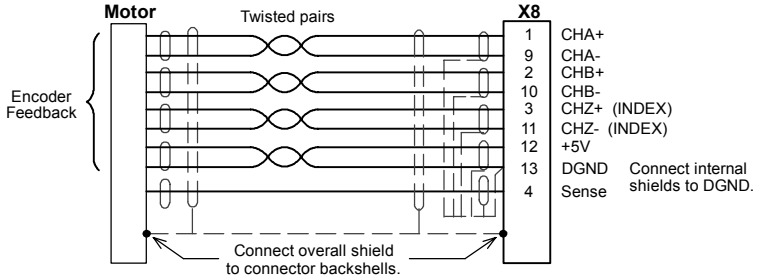 Motor
Twisted pairs
X8
1 CHA+
9 CHA-
2 CHB+
10 CHB-
3 CHZ+ (INDEX)
11 CHZ- (INDEX)
12 +5V
13 DGND
4 Sense
Encoder
Feedback
Connect internal
shields to DGND.
Connect overall shield
to connector backshells.